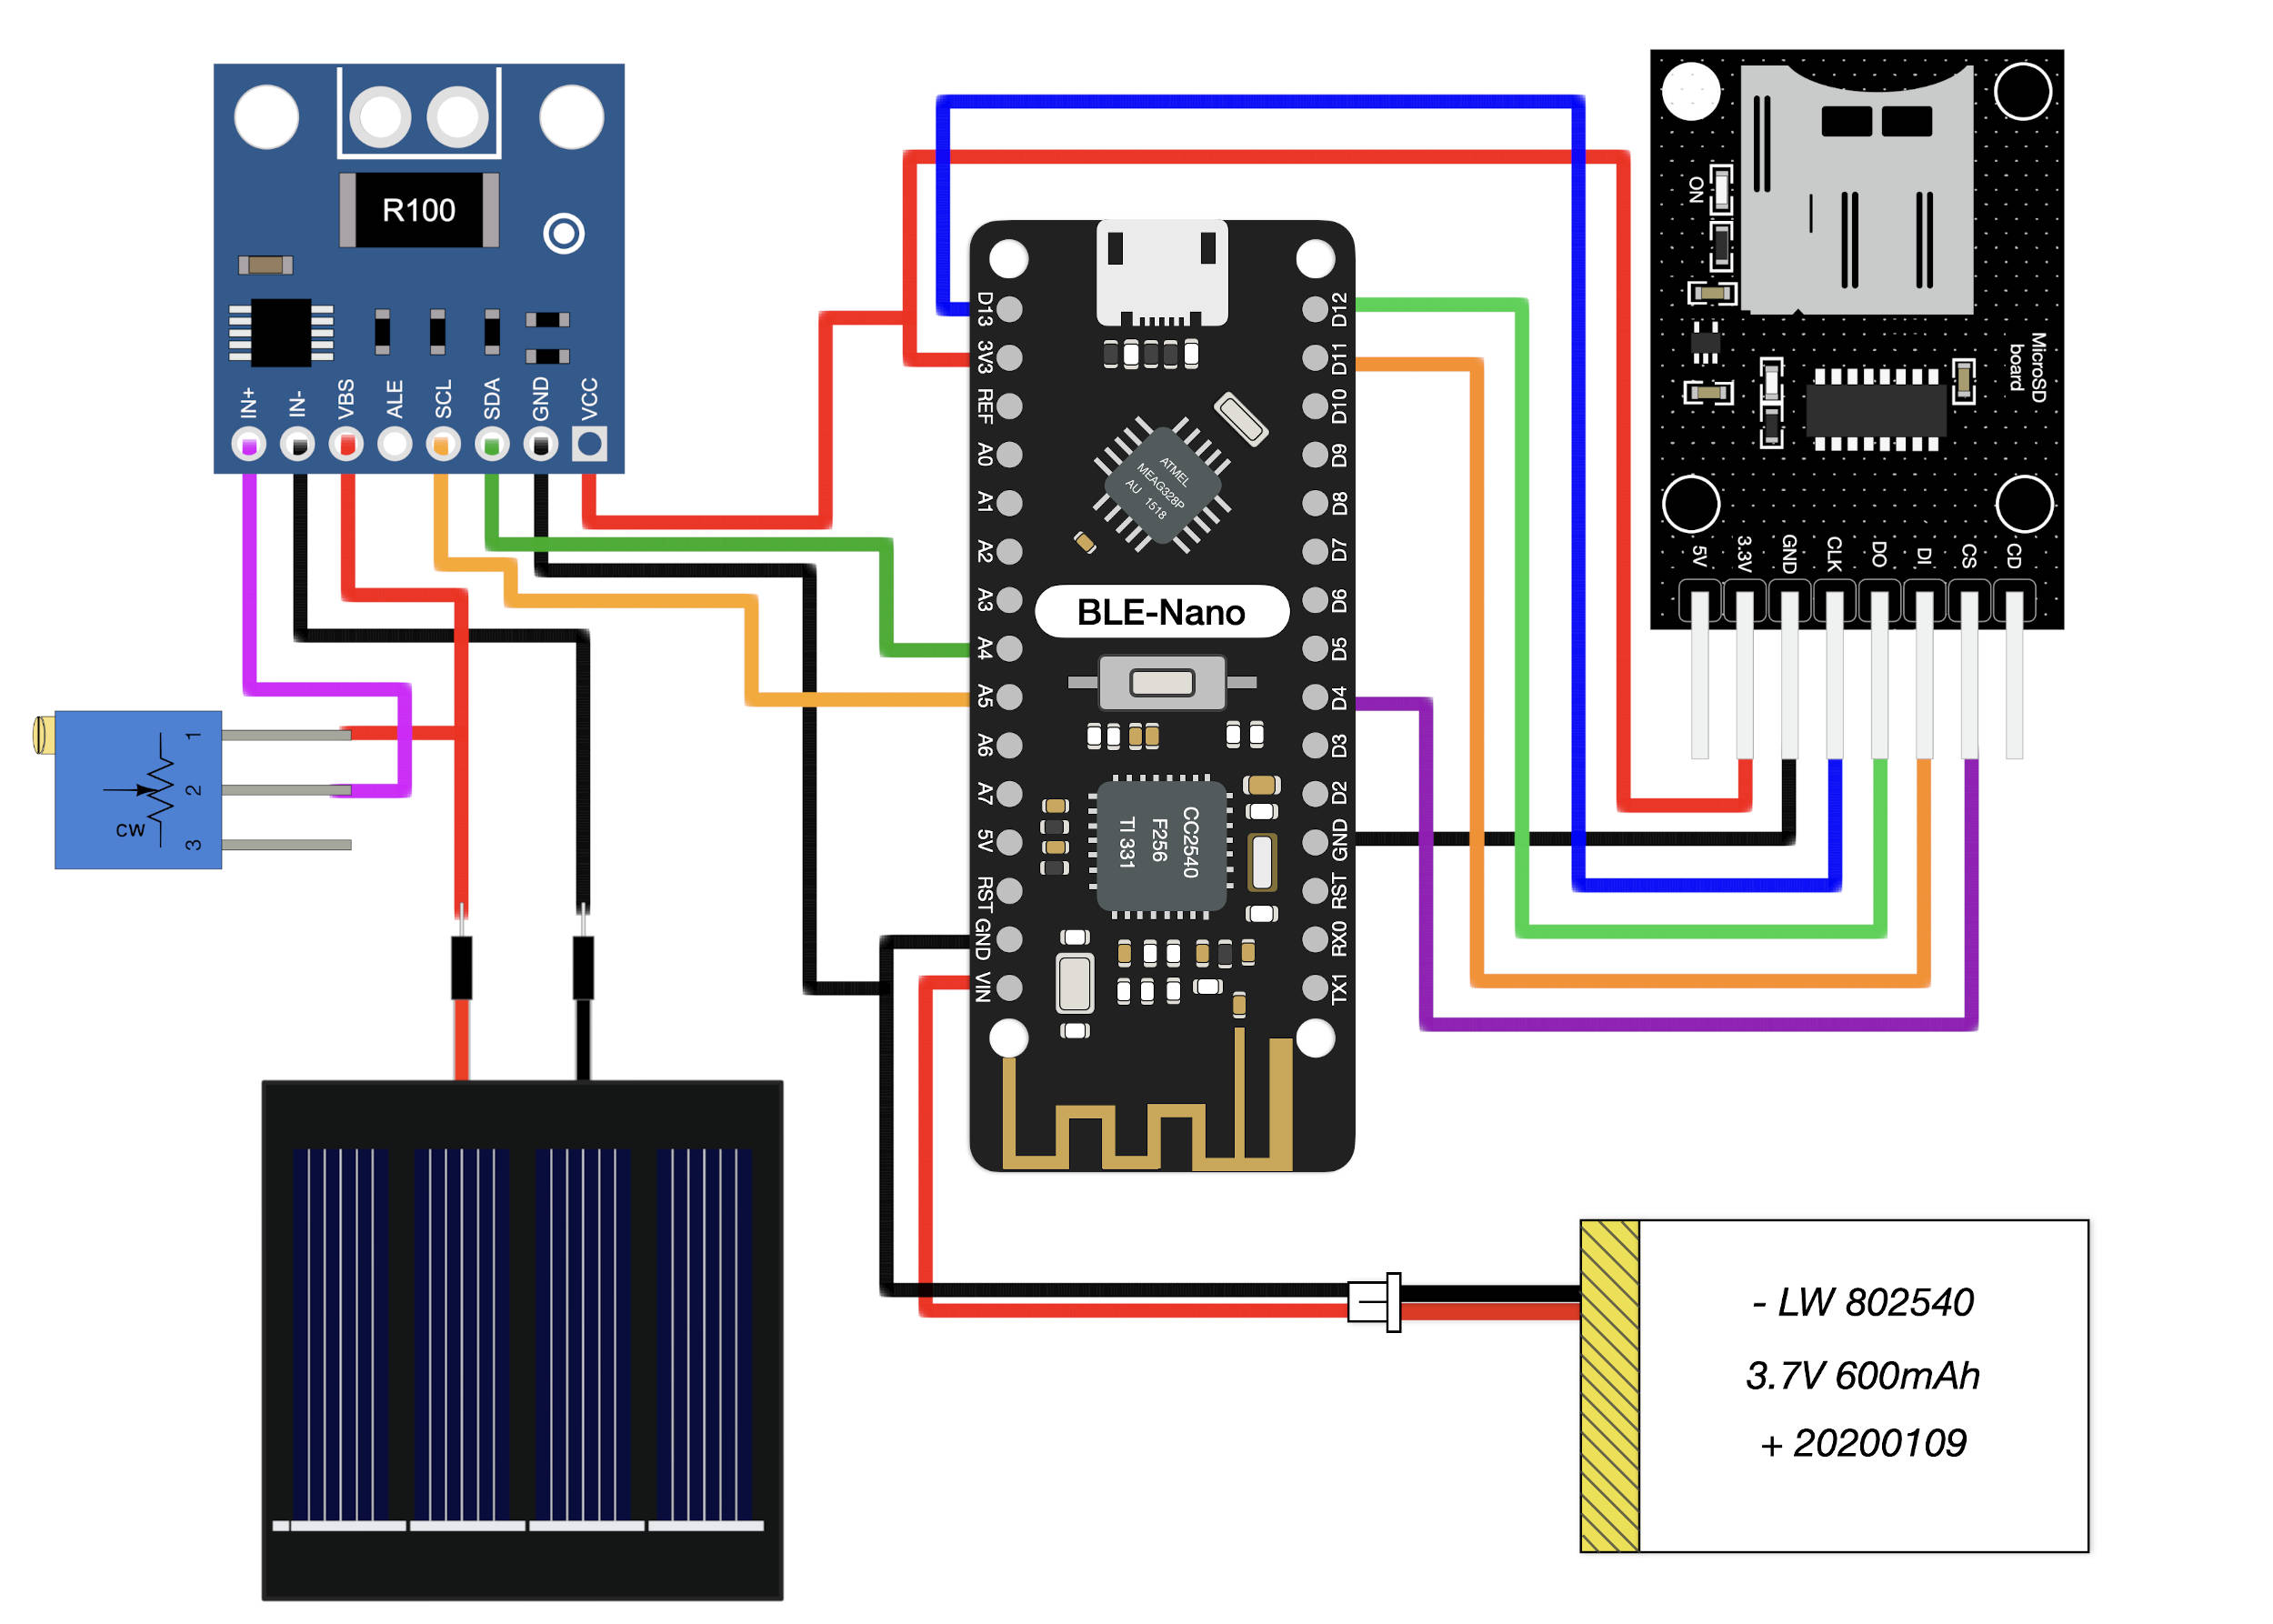 R100
IN+
IN-
VBS
ALE
SCL
SDA
GND
VCC
1
2
3
CW
D13
3V3
REF
A0
A1
A2
A3
A4
A5
A6
A7
5V
RST
GND
VIN
ATMEL
MEAG328P
AU 1518
BLE-Nano
CC2540
F256
TI 331
D12
D11
D10
D9
D8
D7
D6
D5
D4
D3
D2
GND
RST
RX0
TX1
ON
MicroSD
board
5V
3.3V
GND
CLK
DO
DI
CS
CD
- LW 802540
3.7V 600mAh
+ 20200109